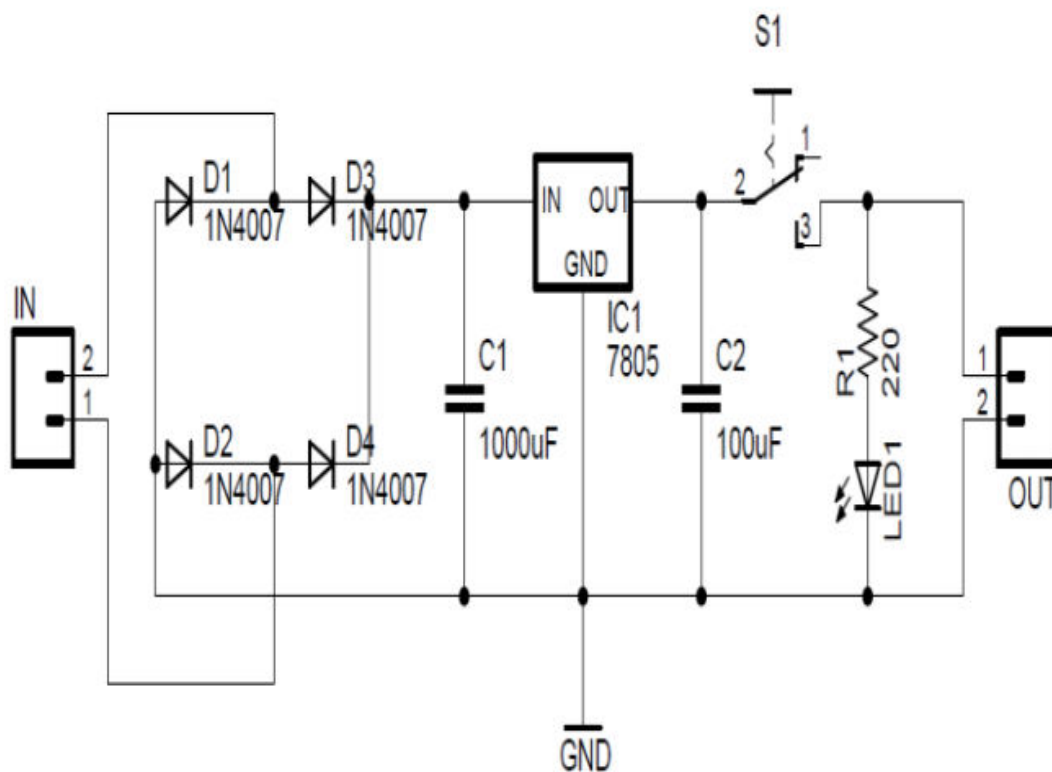 S1
1
2
3
D1
1N4007
D3
1N4007
IN
OUT
GND
IC1
7805
IN
2
1
C1
1000uF
C2
100uF
R1
220
1
2
OUT
D2
1N4007
D4
1N4007
LED1
GND